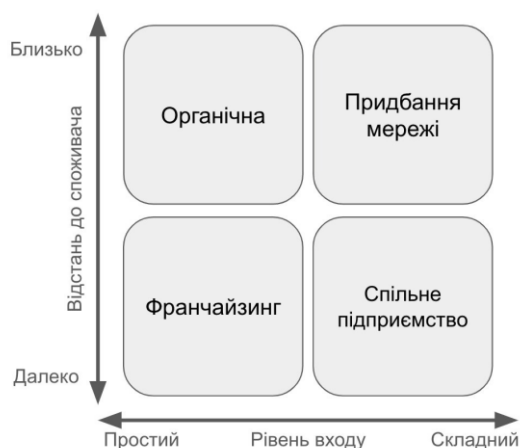 Близько
Органічна
Придбання
мережі
Відстань до споживача
Франчайзинг
Спільне
підприємство
Далеко
Простий
Рівень входу
Складний